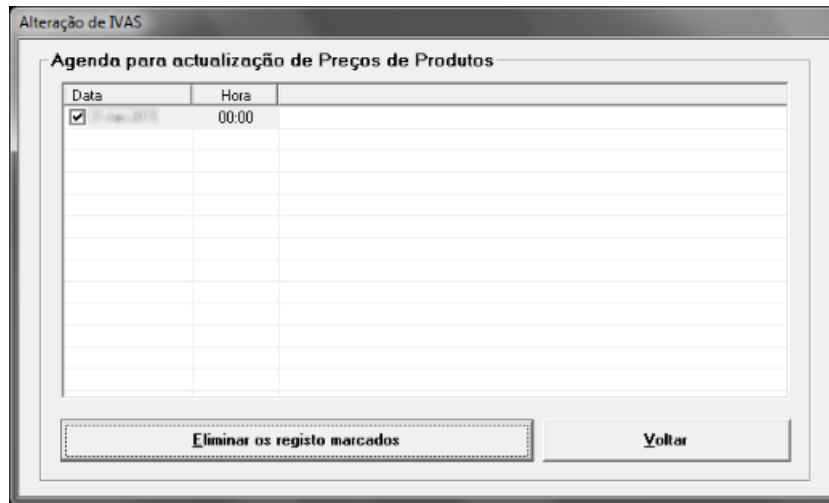 Alteração de IVAS
Agenda para actualização de Preços de Produtos
Data Hora
00:00
Eliminar os registo marcados Voltar